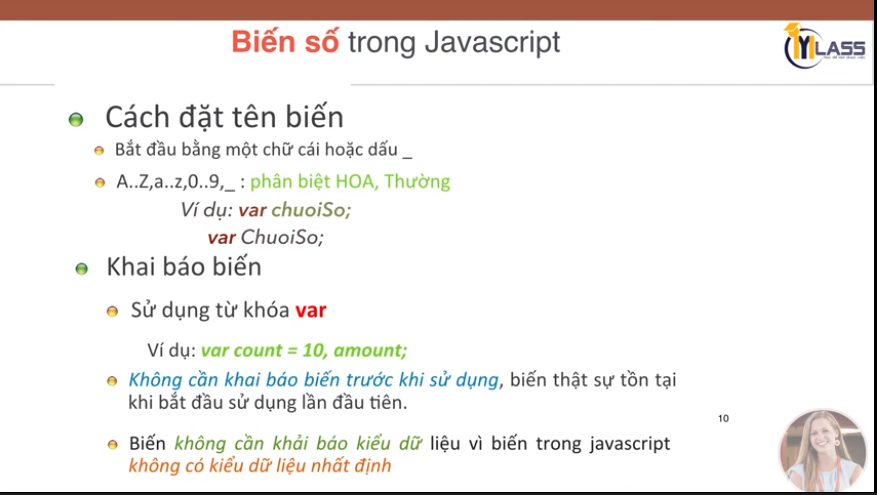 Biến số trong Javascript
YLASS
Cách đặt tên biến
Bắt đầu bằng một chữ cái hoặc dấu _
A..Z,a..z,0..9,_ : phân biệt HOA, Thường
Ví dụ: var chuoiSo;
var ChuoiSo;
Khai báo biến
Sử dụng từ khóa var
Ví dụ: var count = 10, amount;
Không cần khai báo biến trước khi sử dụng, biến thật sự tồn tại
khi bắt đầu sử dụng lần đầu tiên.
10
Biến không cần khải báo kiểu dữ liệu vì biến trong javascript
không có kiểu dữ liệu nhất định